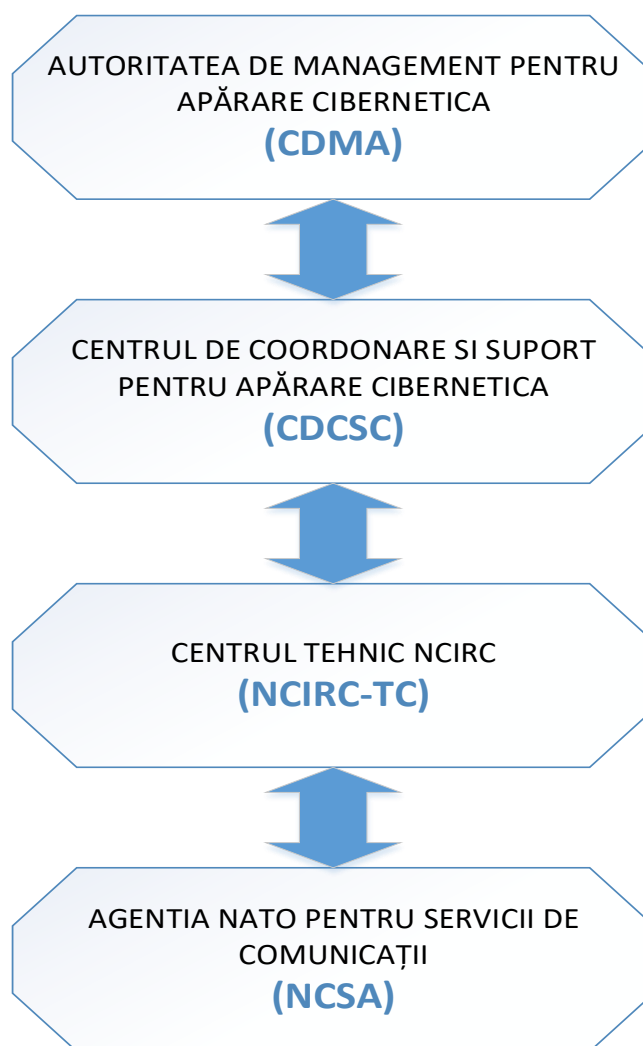 AUTORITATEA DE MANAGEMENT PENTRU
APĂRARE CIBERNETICA
(CDMA)
CENTRUL DE COORDONARE SI SUPORT
PENTRU APĂRARE CIBERNETICA
(CDCSC)
CENTRUL TEHNIC NCIRC
(NCIRC-TC)
AGENTIA NATO PENTRU SERVICII DE
COMUNICAȚII
(NCSA)